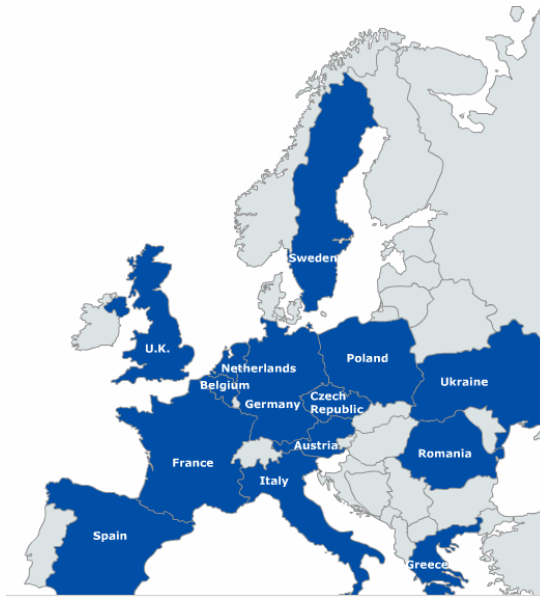 Sweden
U.K.
Netherlands
Poland
Belgium
Ukraine
Germany
Czech
Republic
Austria
Romania
France
Italy
Spain
Greece